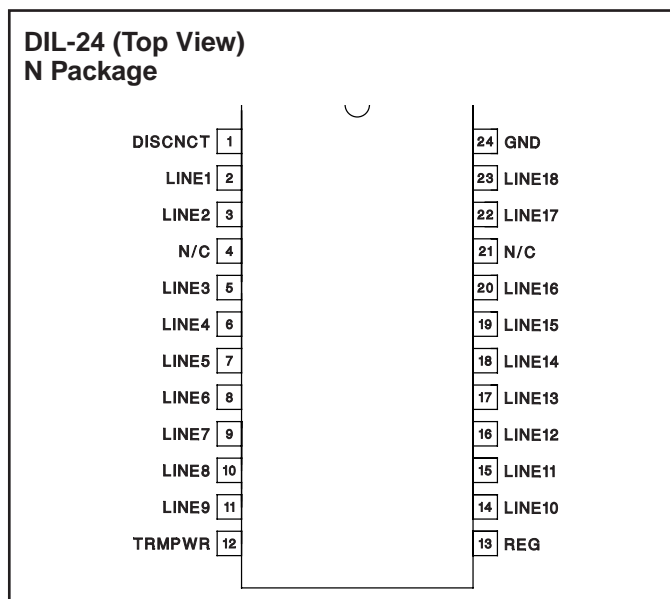 DIL-24 (Top View)
N Package
DISCNCT 1 24 GND
LINE1 2 23 LINE18
LINE2 3 22 LINE17
N/C 4 21 N/C
LINE3 5 20 LINE16
LINE4 6 19 LINE15
LINE5 7 18 LINE14
LINE6 8 17 LINE13
LINE7 9 16 LINE12
LINE8 10 15 LINE11
LINE9 11 14 LINE10
TRMPWR 12 13 REG